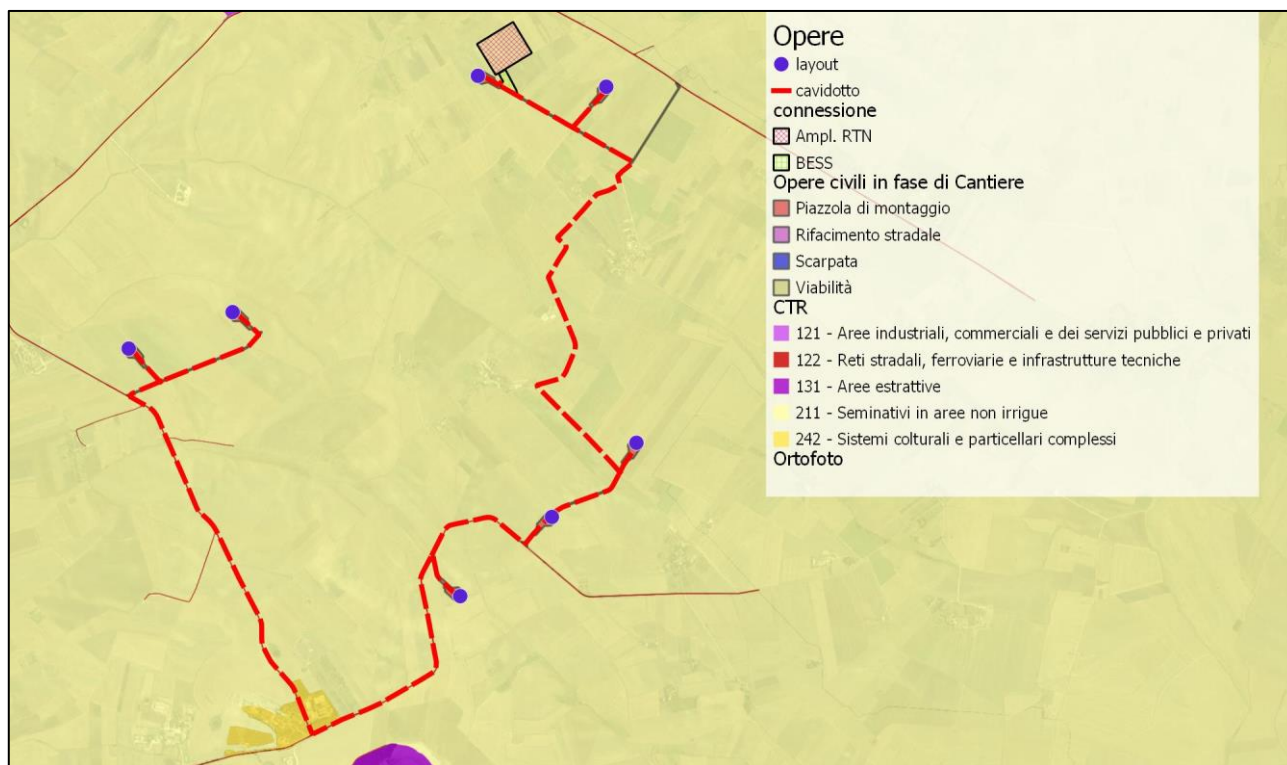 Opere
layout
cavidotto
connessione
Ampl. RTN
BESS
Opere civili in fase di Cantiere
Piazzola di montaggio
Rifacimento stradale
Scarpata
Viabilità
CTR
121 - Aree industriali, commerciali e dei servizi pubblici e privati
122 - Reti stradali, ferroviarie e infrastrutture tecniche
131 - Aree estrattive
211 - Seminativi in aree non irrigue
242 - Sistemi colturali e particellari complessi
Ortofoto